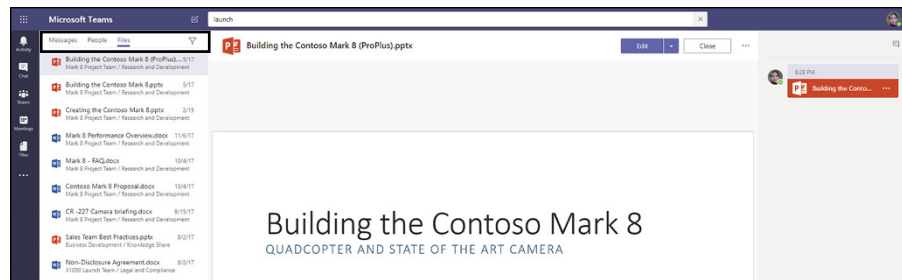 Microsoft Teams
launch
Activity
Chat
Teams
Meetings
Files
Messages People Files
Building the Contoso Mark 8 (ProPlus).... 5/17
Mark 8 Project Team / Research and Development
Building the Contoso Mark 8.pptx 5/17
Mark 8 Project Team / Research and Development
Creating the Contoso Mark 8.pptx 2/18
Mark 8 Project Team / Research and Development
Mark 8 Performance Overview.docx 11/6/17
Mark 8 Project Team / Research and Development
Mark 8 - FAQ.docx 10/4/17
Mark 8 Project Team / Research and Development
Contoso Mark 8 Proposal.docx 10/4/17
Mark 8 Project Team / Research and Development
CR -227 Camera briefing.docx 9/15/17
Mark 8 Project Team / Research and Development
Sales Team Best Practices.pptx 8/2/17
Business Development / Knowledge Share
Non-Disclosure Agreement.docx 8/2/17
X1050 Launch Team / Legal and Compliance
Building the Contoso Mark 8 (ProPlus).pptx
Edit
Close
Building the Contoso Mark 8
QUADCOPTER AND STATE OF THE ART CAMERA
8:28 PM
Building the Conto...